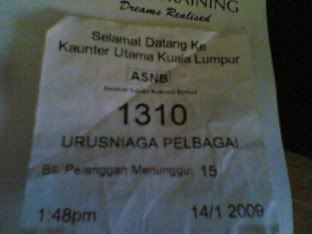 TRAINING
Dreams Realised
Selamat Datang Ke
Kaunter Utama Kuala Lumpur
ASNB
1310
URUSNIAGA PELBAGAI
Bil. Pelanggan Menunggu: 15
1:48pm 14/1 2009